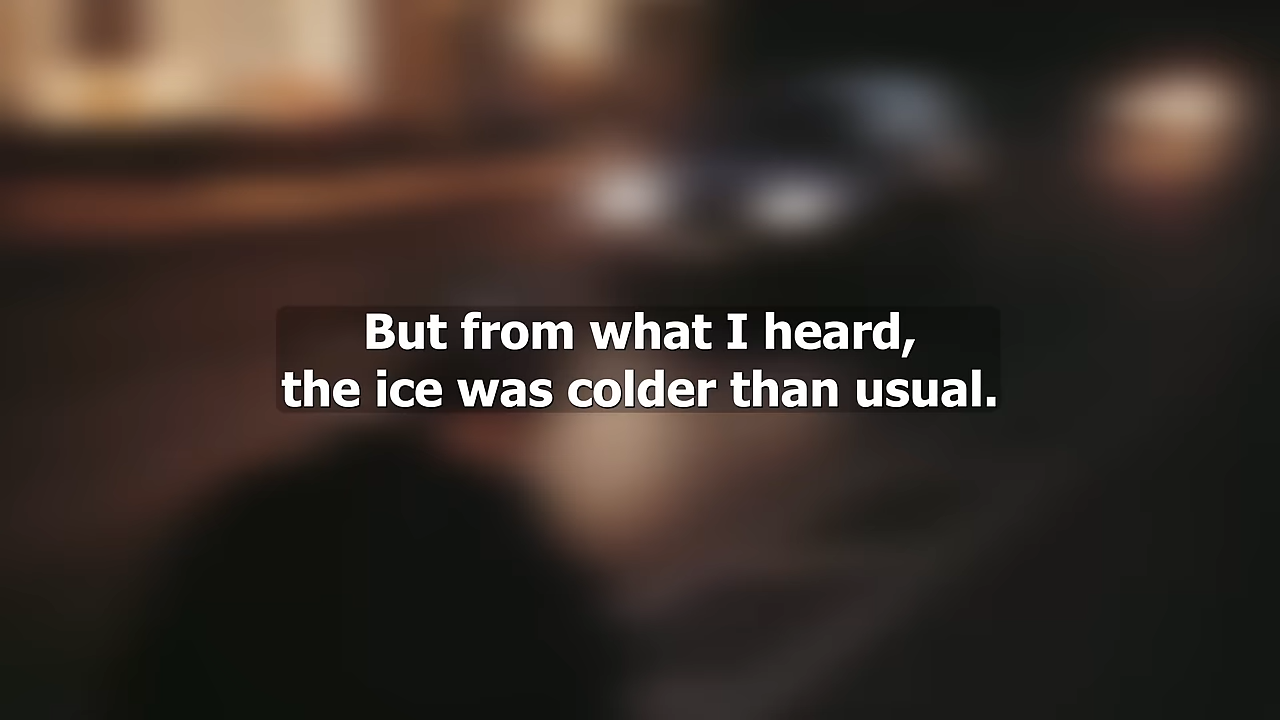 But from what I heard,
the ice was colder than usual.